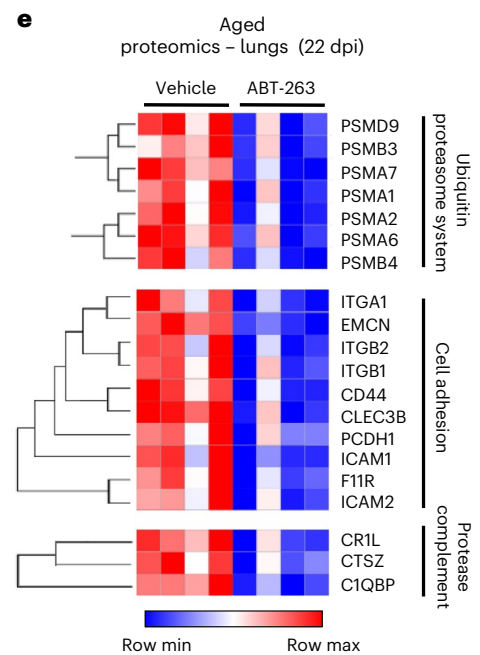 e
Aged
proteomics – lungs (22 dpi)
Vehicle
ABT-263
PSMD9
PSMB3
PSMA7
PSMA1
PSMA2
PSMA6
PSMB4
Ubiquitin
proteasome system
ITGA1
EMCN
ITGB2
ITGB1
CD44
CLEC3B
PCDH1
ICAM1
F11R
ICAM2
Cell adhesion
CR1L
CTSZ
C1QBP
Protease
complement
Row min
Row max